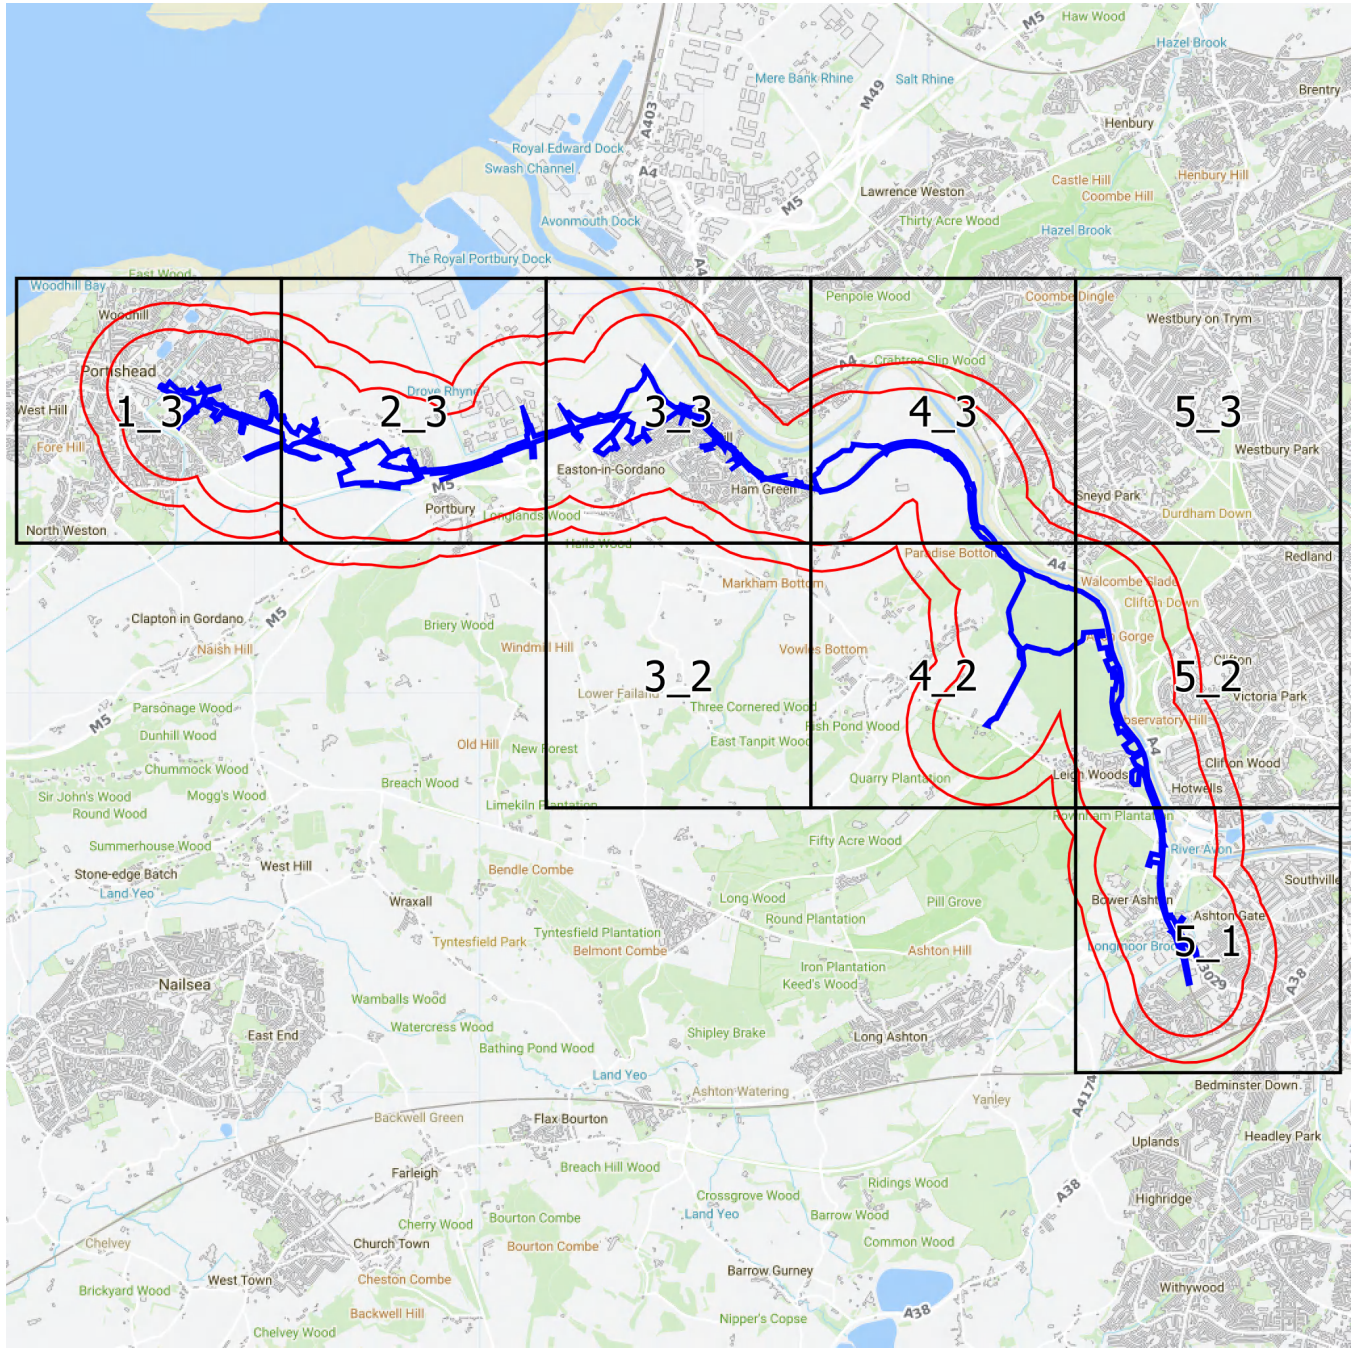 M5
Haw Wood
Hazel Brook
Mere Bank Rhine
Salt Rhine
M49
Brentry
A403
Henbury
Royal Edward Dock
Swash Channel
A4
Castle Hill
Henbury Hill
Coombe Hill
Lawrence Weston
M5
Avonmouth Dock
Thirty Acre Wood
Hazel Brook
The Royal Portbury Dock
A4
East Wood
Woodhill Bay
Penpole Wood
Coombe Dingle
Woodhill
Westbury on Trym
A4
Crabtree Slip Wood
Portishead
Drove Rhyne
West Hill
1_3
2_3
3_3
4_3
5_3
Fore Hill
Westbury Park
Easton-in-Gordano
M5
Ham Green
Sneyd Park
Portbury
Longlands Wood
Durdham Down
North Weston
Hails Wood
Paradise Bottom
A4
Redland
Markham Bottom
Walcombe Slade
Clifton Down
Clapton in Gordano
M5
Briery Wood
Naish Hill
Windmill Hill
Vowles Bottom
Gorge
Clifton
3_2
4_2
5_2
Lower Failand
Victoria Park
Parsonage Wood
Three Cornered Wood
M5
Observatory Hill
Fish Pond Wood
Dunhill Wood
Old Hill
New Forest
East Tanpit Wood
A4
Chummock Wood
Clifton Wood
Breach Wood
Quarry Plantation
Leigh Woods
Sir John's Wood
Mogg's Wood
Hotwells
Limekiln Plantation
Round Wood
Rownham Plantation
Summerhouse Wood
Fifty Acre Wood
River Avon
West Hill
Bendle Combe
Stone-edge Batch
Southville
Land Yeo
Long Wood
Pill Grove
Bower Ashton
Wraxall
Round Plantation
Ashton Gate
Tyntesfield Plantation
Tyntesfield Park
Belmont Combe
Ashton Hill
Longmoor Brook
5_1
Iron Plantation
Keed's Wood
3029
A38
Nailsea
Wamballs Wood
Watercress Wood
Shipley Brake
East End
Long Ashton
Bathing Pond Wood
Land Yeo
Ashton Watering
Bedminster Down
Yanley
A4174
Backwell Green
Flax Bourton
Uplands
Headley Park
Breach Hill Wood
Farleigh
Ridings Wood
A38
Crossgrove Wood
Highridge
Land Yeo
Barrow Wood
Cherry Wood
Bourton Combe
Chelvey
Church Town
Bourton Combe
Common Wood
West Town
Cheston Combe
Barrow Gurney
Brickyard Wood
Withywood
Backwell Hill
A38
Nipper's Copse
Chelvey Wood